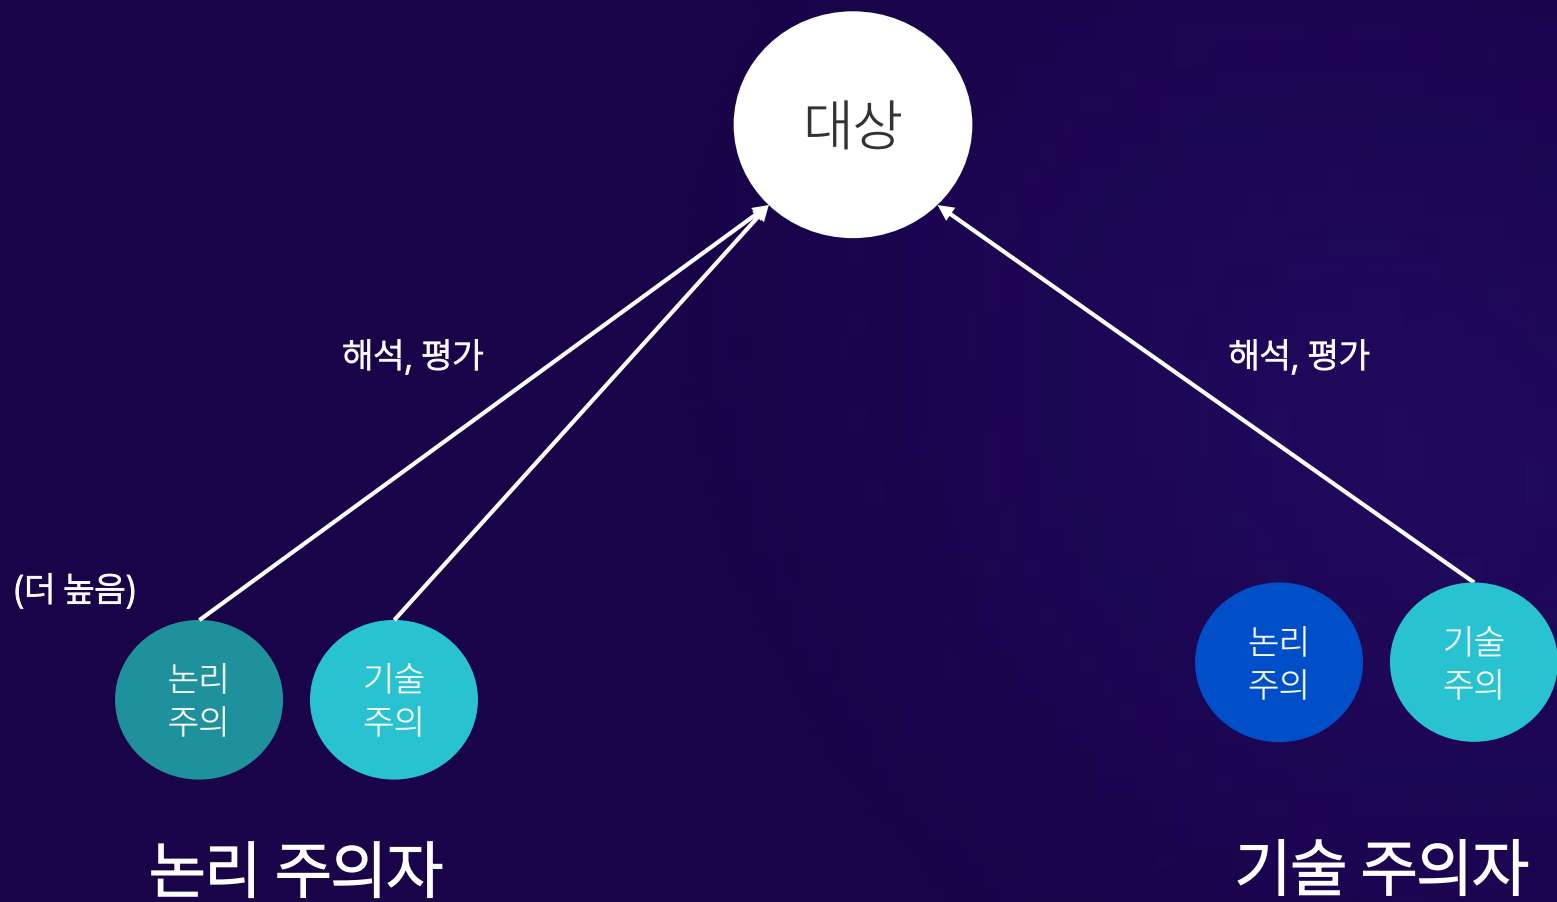 대상
해석, 평가
해석, 평가
(더 높음)
논리
주의
기술
주의
논리
주의
기술
주의
논리 주의자
기술 주의자